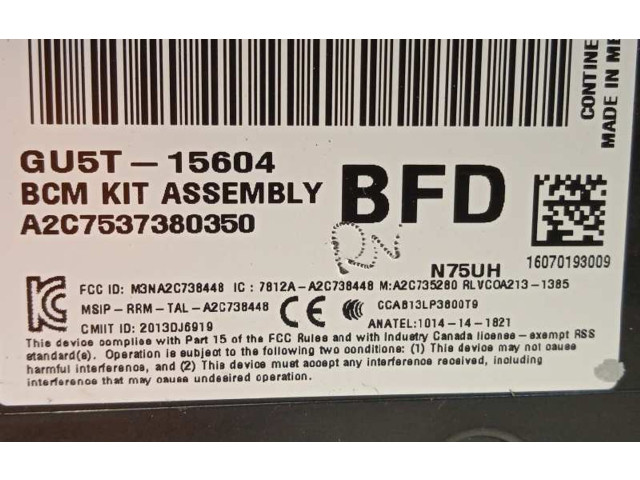 CONTINE
MADE IN ME
GU5T-15604
BCM KIT ASSEMBLY
A2C7537380350
BFD
N75UH
16070193009
FCC ID: M3NA2C738448 IC : 7812A-A2C738448 M:A2C735280 RLVCOA213-1385
MSIP-RRM-TAL-A2C738448
CE
CCAB13LP3800T9
CMIIT ID: 2013DJ6919
ANATEL:1014-14-1821
This device complies with Part 15 of the FCC Rules and with Industry Canada license - exempt RSS
standard(s). Operation is subject to the following two conditions: (1) This device may not cause
harmful interference, and (2) This device must accept any interference received, including
interference that may cause undesired operation.